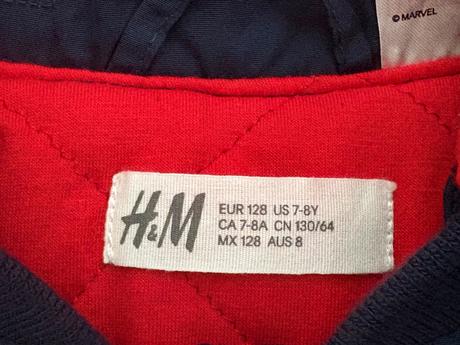 © MARVEL
H&M
EUR 128 US 7-8Y
CA 7-8A CN 130/64
MX 128 AUS 8